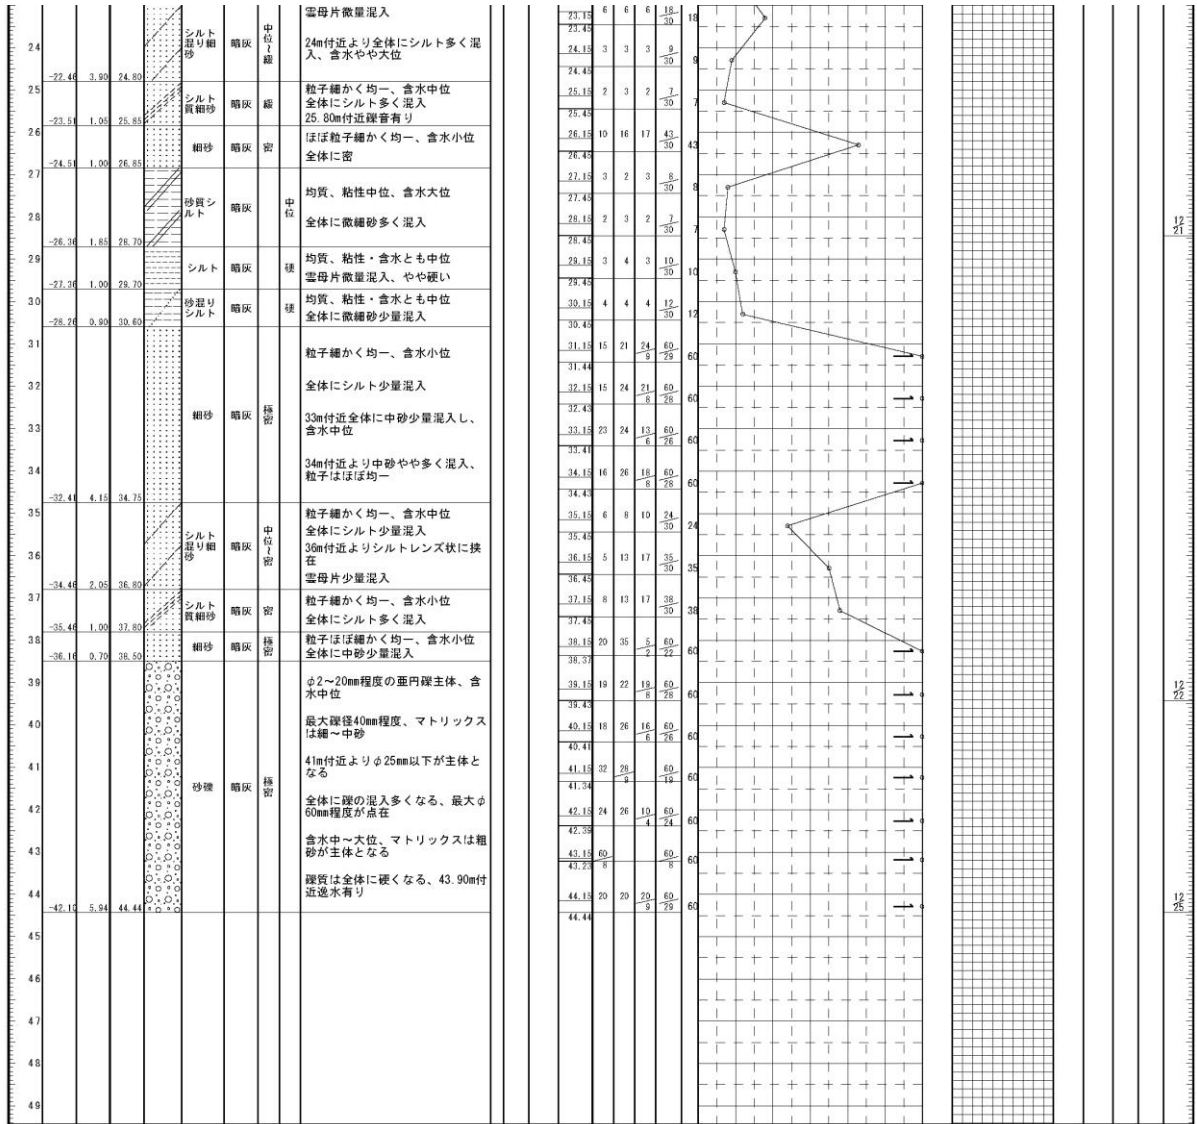 雲母片微量混入
シルト混り細砂 暗灰 中位~緩
24m付近より全体にシルト多く混
入、含水やや大位
-22.46 3.90 24.80
シルト質細砂 暗灰 緩
粒子細かく均一、含水中位
全体にシルト多く混入
25.80m付近礫音有り
-23.51 1.05 25.85
細砂 暗灰 密
ほぼ粒子細かく均一、含水小位
全体に密
-24.51 1.00 26.85
砂質シルト 暗灰 中位
均質、粘性中位、含水大位
全体に微細砂多く混入
-26.36 1.85 28.70
シルト 暗灰 硬
均質、粘性・含水とも中位
雲母片微量混入、やや硬い
-27.36 1.00 29.70
砂混りシルト 暗灰 硬
均質、粘性・含水とも中位
全体に微細砂少量混入
-28.26 0.90 30.60
細砂 暗灰 極密
粒子細かく均一、含水小位
全体にシルト少量混入
33m付近全体に中砂少量混入し、
含水中位
34m付近より中砂やや多く混入、
粒子はほぼ均一
-32.41 4.15 34.75
シルト混り細砂 暗灰 中位~密
粒子細かく均一、含水中位
全体にシルト少量混入
36m付近よりシルトレンズ状に挟
在
雲母片少量混入
-34.46 2.05 36.80
シルト質細砂 暗灰 密
粒子細かく均一、含水小位
全体にシルト多く混入
-35.46 1.00 37.80
細砂 暗灰 極密
粒子ほぼ細かく均一、含水小位
全体に中砂少量混入
-36.16 0.70 38.50
砂礫 暗灰 極密
φ2~20mm程度の亜円礫主体、含
水中位
最大礫径40mm程度、マトリックス
は細~中砂
41m付近よりφ25mm以下が主体と
なる
全体に礫の混入多くなる、最大φ
60mm程度が点在
含水中~大位、マトリックスは粗
砂が主体となる
礫質は全体に硬くなる、43.90m付
近逸水有り
-42.10 5.94 44.44
24
25
26
27
28
29
30
31
32
33
34
35
36
37
38
39
40
41
42
43
44
45
46
47
48
49
23.15 6 6 6 18/30 18
23.45
24.15 3 3 3 9/30 9
24.45
25.15 2 3 2 7/30 7
25.45
26.15 10 16 17 43/30 43
26.45
27.15 3 2 3 8/30 8
27.45
28.15 2 3 2 7/30 7
28.45
29.15 3 4 3 10/30 10
29.45
30.15 4 4 4 12/30 12
30.45
31.15 15 21 24/9 60/29 60
31.44
32.15 15 24 21/8 60/28 60
32.43
33.15 23 24 13/6 60/26 60
33.41
34.15 16 26 18/8 60/28 60
34.43
35.15 6 8 10 24/30 24
35.45
36.15 5 13 17 35/30 35
36.45
37.15 8 13 17 38/30 38
37.45
38.15 20 35 5/2 60/22 60
38.37
39.15 19 22 19/8 60/28 60
39.43
40.15 18 26 16/6 60/26 60
40.41
41.15 32 28/9 60/19 60
41.34
42.15 24 26 10/4 60/24 60
42.39
43.15 60/8 60/8 60
43.23
44.15 20 20 20/9 60/29 60
44.44
12/21
12/22
12/25